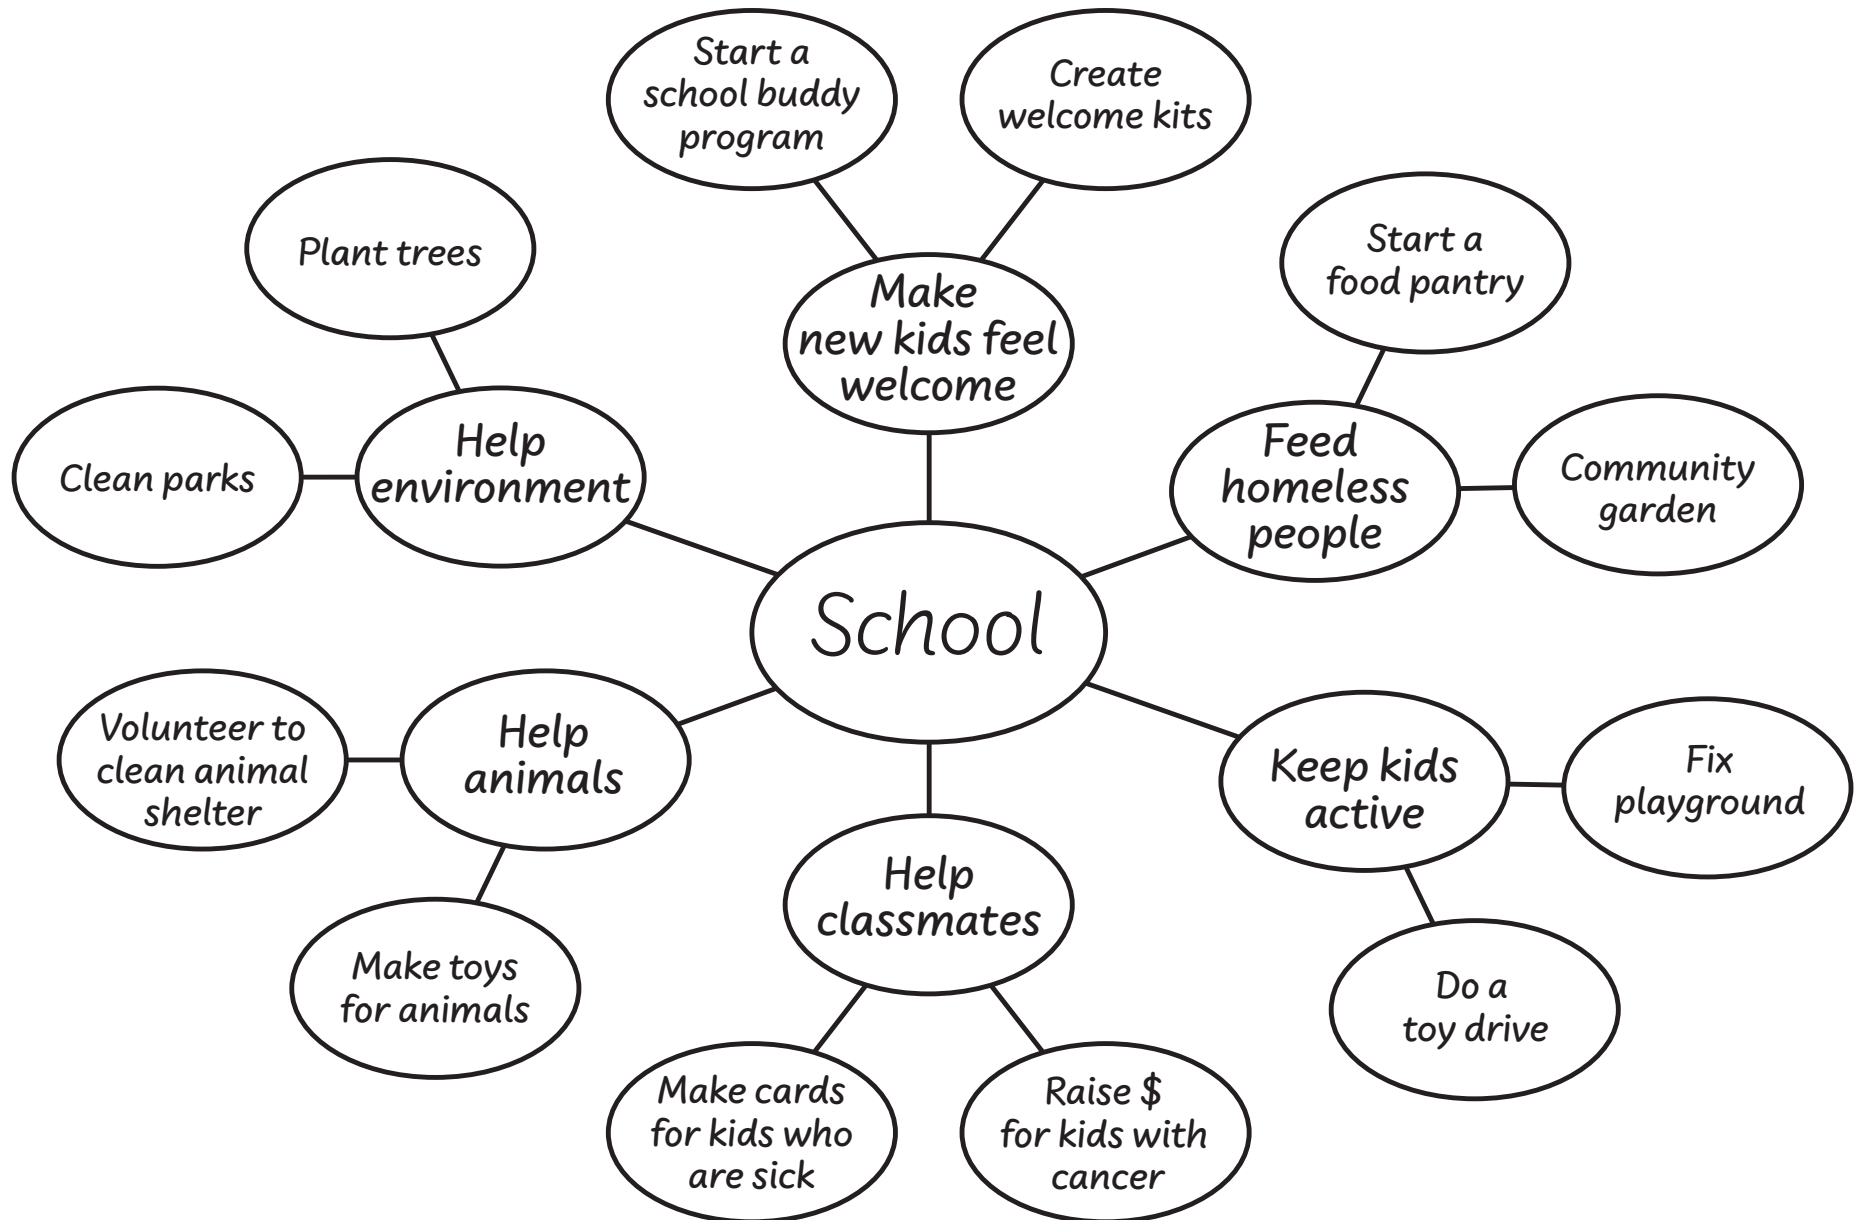 Start a
school buddy
program
Create
welcome kits
Plant trees
Start a
food pantry
Make
new kids feel
welcome
Help
environment
Clean parks
Feed
homeless
people
Community
garden
School
Volunteer to
clean animal
shelter
Help
animals
Keep kids
active
Fix
playground
Help
classmates
Make toys
for animals
Do a
toy drive
Make cards
for kids who
are sick
Raise $
for kids with
cancer